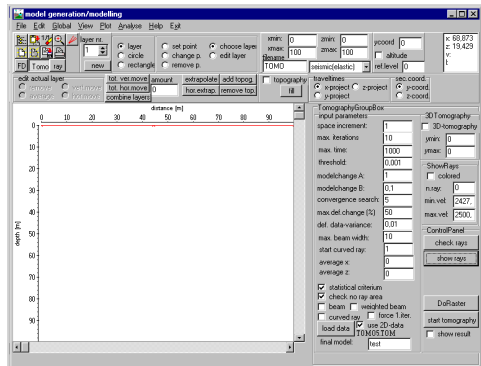 model generation/modelling
File Edit Global View Plot Analyse Help Exit
layer nr.
1
new
FD Tomo ray
layer
circle
rectangle
set point
change p.
remove p.
choose layer
edit layer
xmin: 0
xmax: 100
zmin: 0
zmax: 100
ycoord 0
altitude
x: 68,873
z: 19,429
v:
t:
filename
TOMO
seismic(elastic)
ref.level 0
edit actual layer
remove
vert.move
average
hor.move
tot. ver.move
tot. hor.move
combine layers
amount
0
extrapolate
add topog.
hor.extrap.
remove top.
topography
fill
traveltimes
x-project
z-project
y-project
sec.coord.
y-coord.
z-coord.
distance [m]
0 10 20 30 40 50 60 70 80 90
depth [m]
0
10
20
30
40
50
60
70
80
90
TomographyGroupBox
input parameters
space increment: 1
max. iterations 10
max. time: 1000
threshold: 0,001
modelchange A: 1
modelchange B: 0,1
convergence search: 5
max.def.change (%) 50
def. data-variance: 0,01
max. beam width: 10
start curved ray: 1
average x: 0
average z: 0
statistical criterium
check no ray area
beam
weighted beam
curved ray
force 1.iter.
load data
use 2D-data
TOMO5.TOM
final model: test
3D Tomography
3D-tomography
ymin: 0
ymax: 0
ShowRays
colored
n.ray: 0
min.vel: 2427,
max vel: 2500,
ControlPanel
check rays
show rays
DoRaster
start tomography
show result